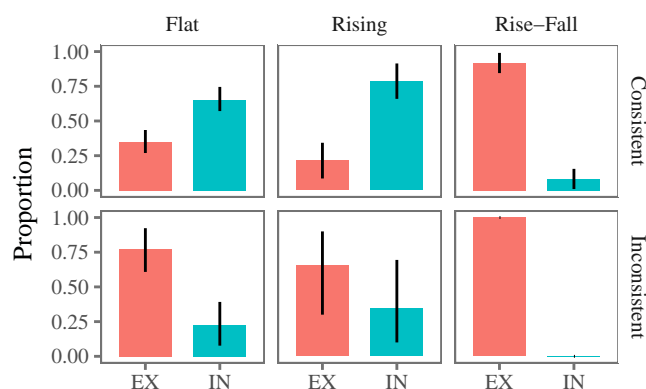 Flat Rising Rise−Fall
1.00
0.75
0.50
0.25
0.00
Consistent
1.00
0.75
0.50
0.25
0.00
Inconsistent
Proportion
EX IN EX IN EX IN